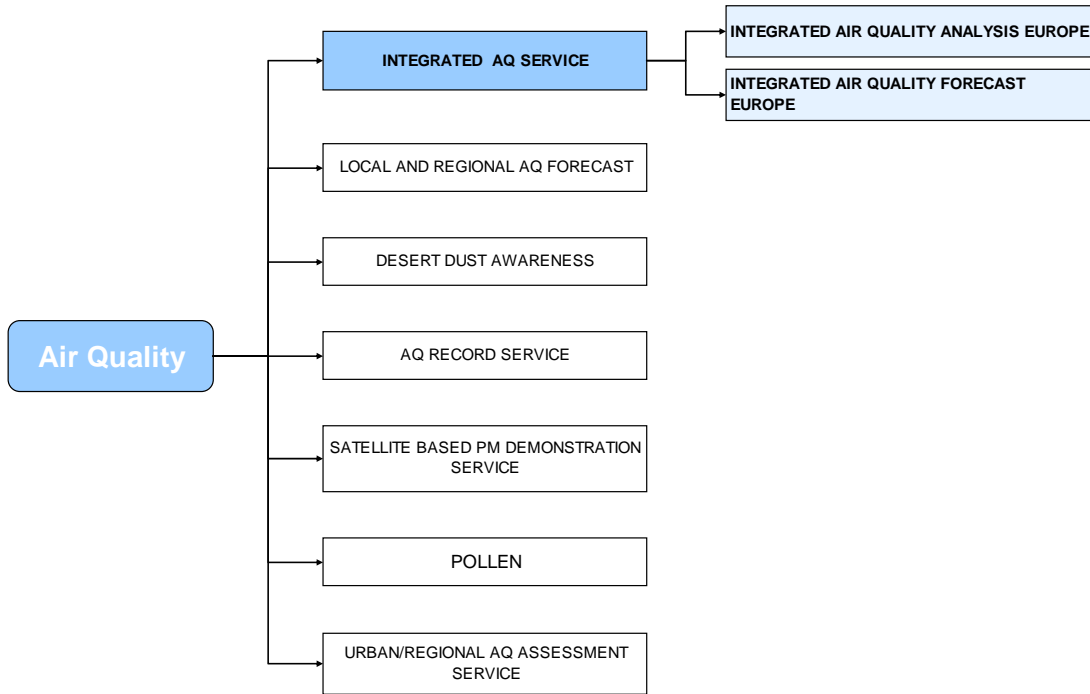 INTEGRATED AQ SERVICE
INTEGRATED AIR QUALITY ANALYSIS EUROPE
INTEGRATED AIR QUALITY FORECAST
EUROPE
LOCAL AND REGIONAL AQ FORECAST
DESERT DUST AWARENESS
Air Quality
AQ RECORD SERVICE
SATELLITE BASED PM DEMONSTRATION
SERVICE
POLLEN
URBAN/REGIONAL AQ ASSESSMENT
SERVICE